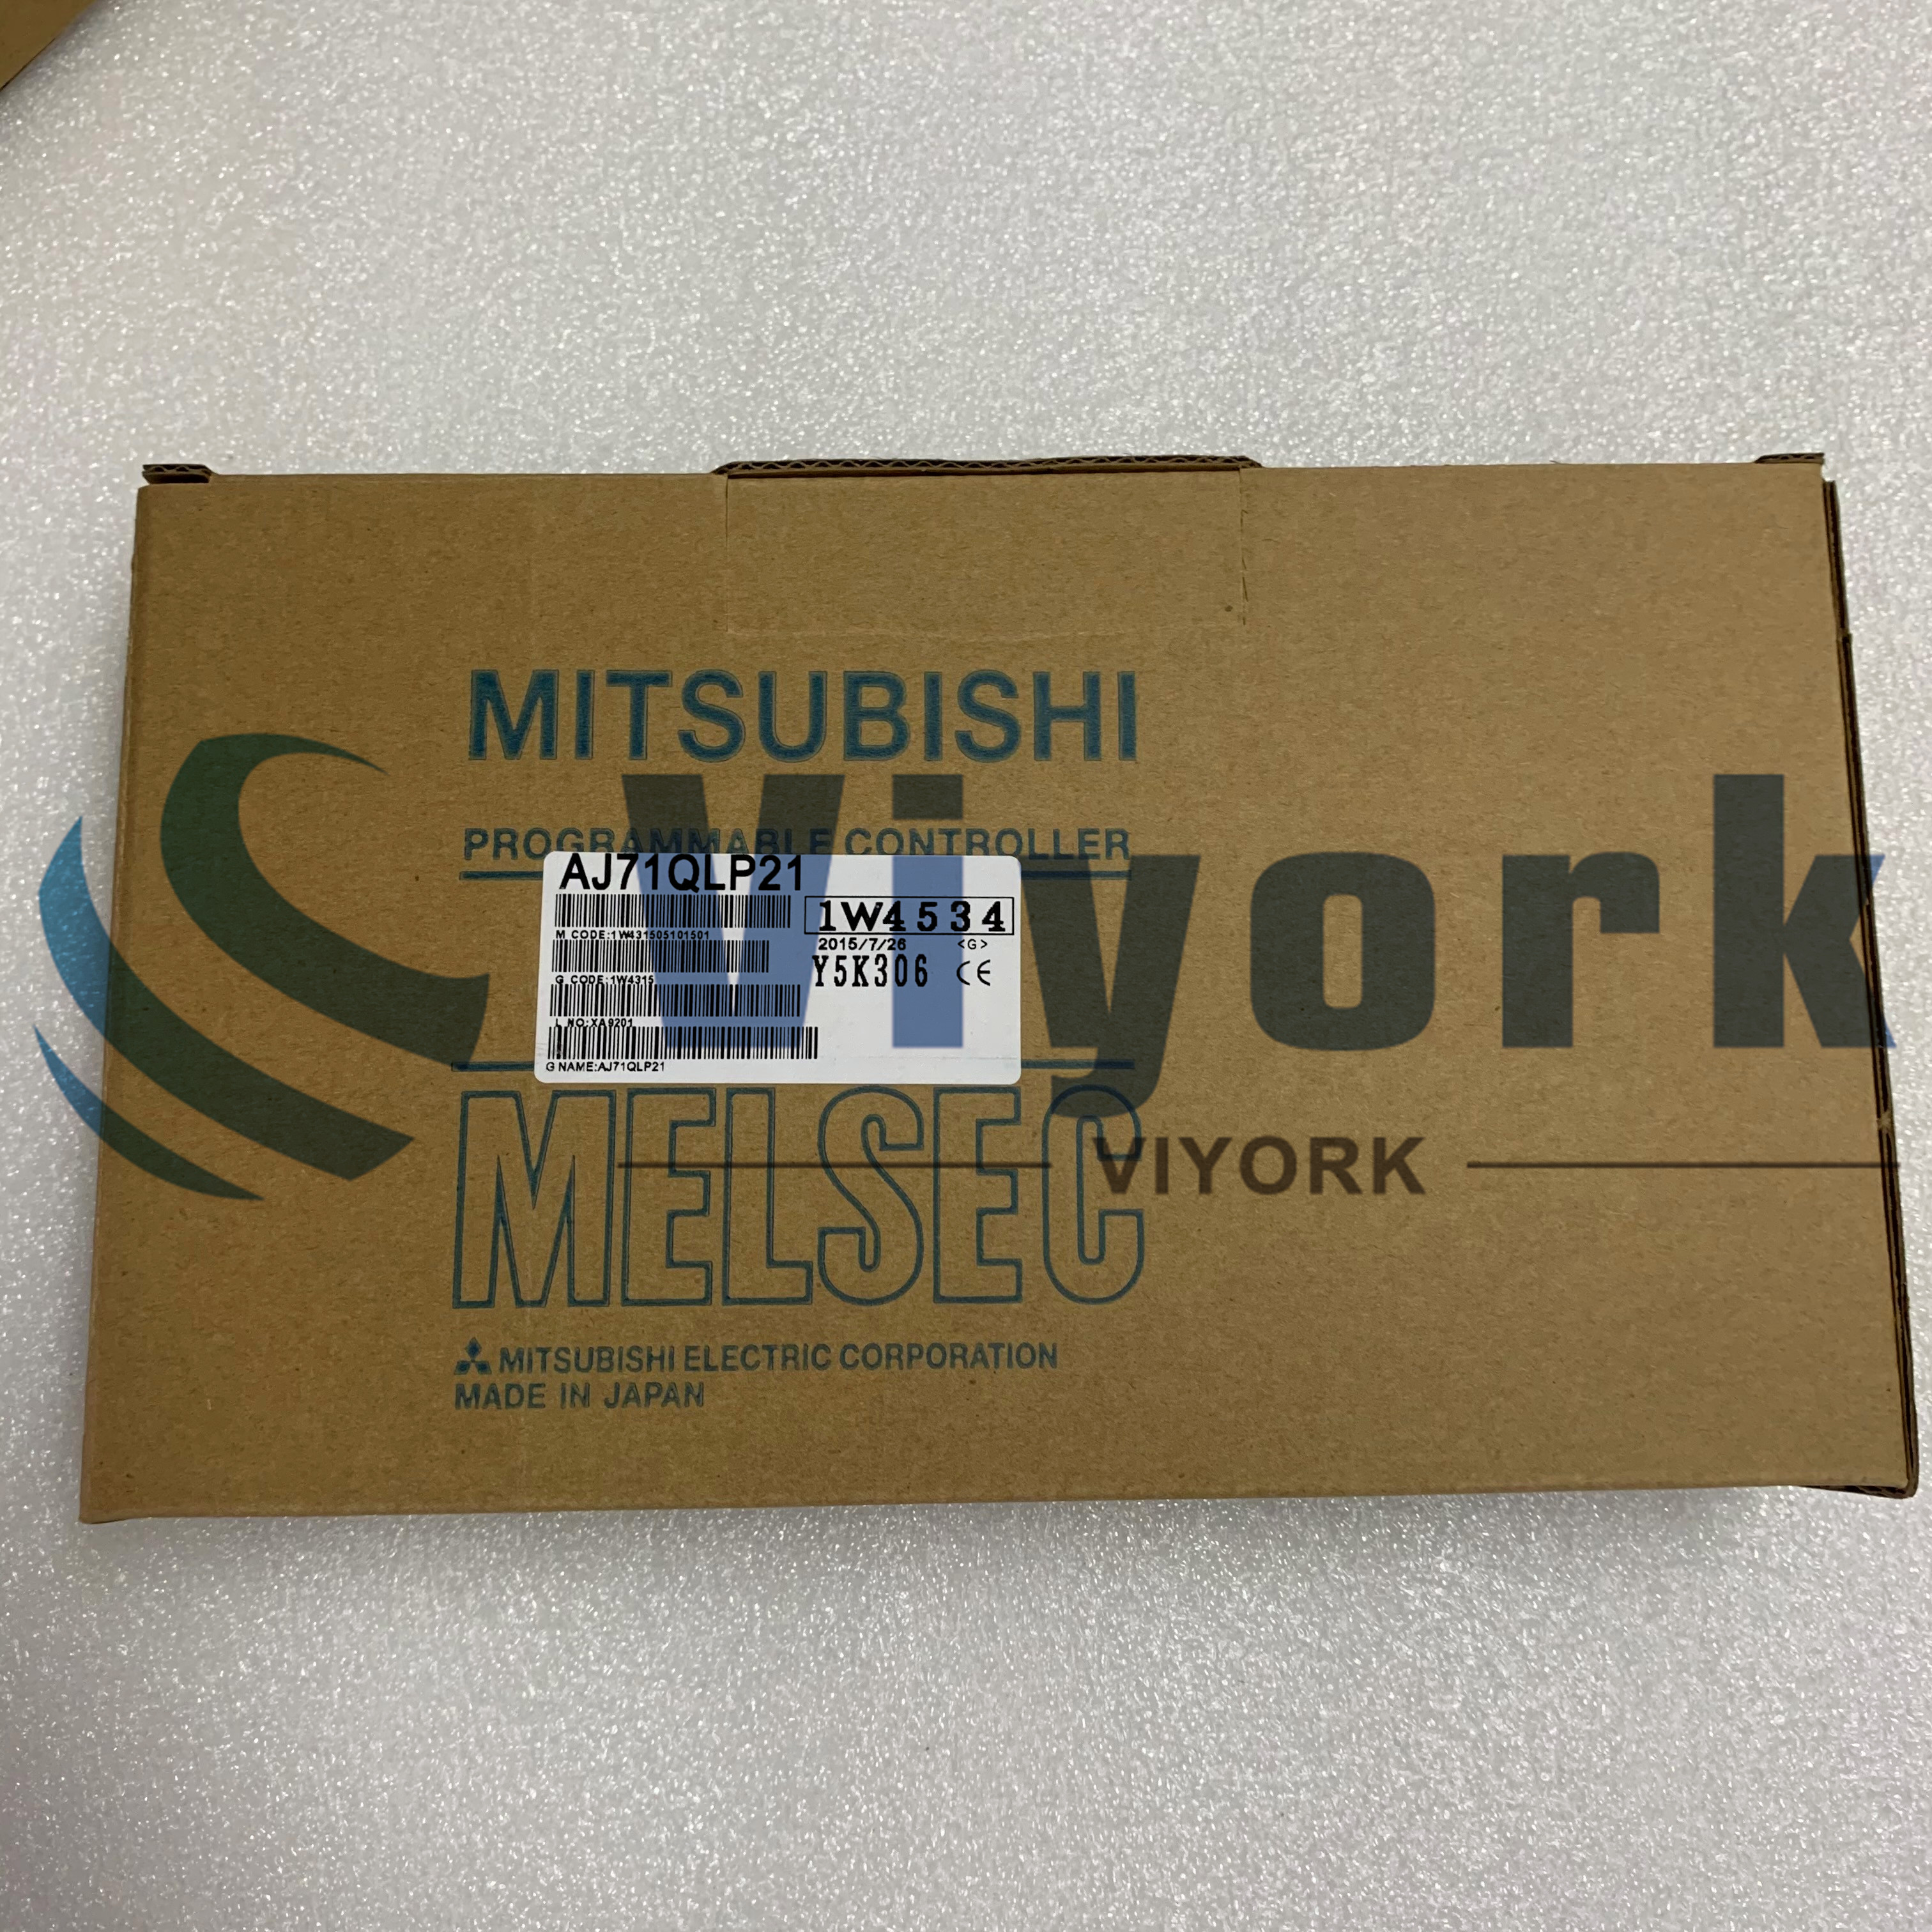 MITSUBISHI
PROGRAMMABLE CONTROLLER
AJ71QLP21
1W4534
M CODE:1W431505101501
2015/7/26 <G>
Y5K306 CE
G CODE:1W4315
L NO:XA9201
G NAME:AJ71QLP21
Viyork
VIYORK
MELSEC
MITSUBISHI ELECTRIC CORPORATION
MADE IN JAPAN